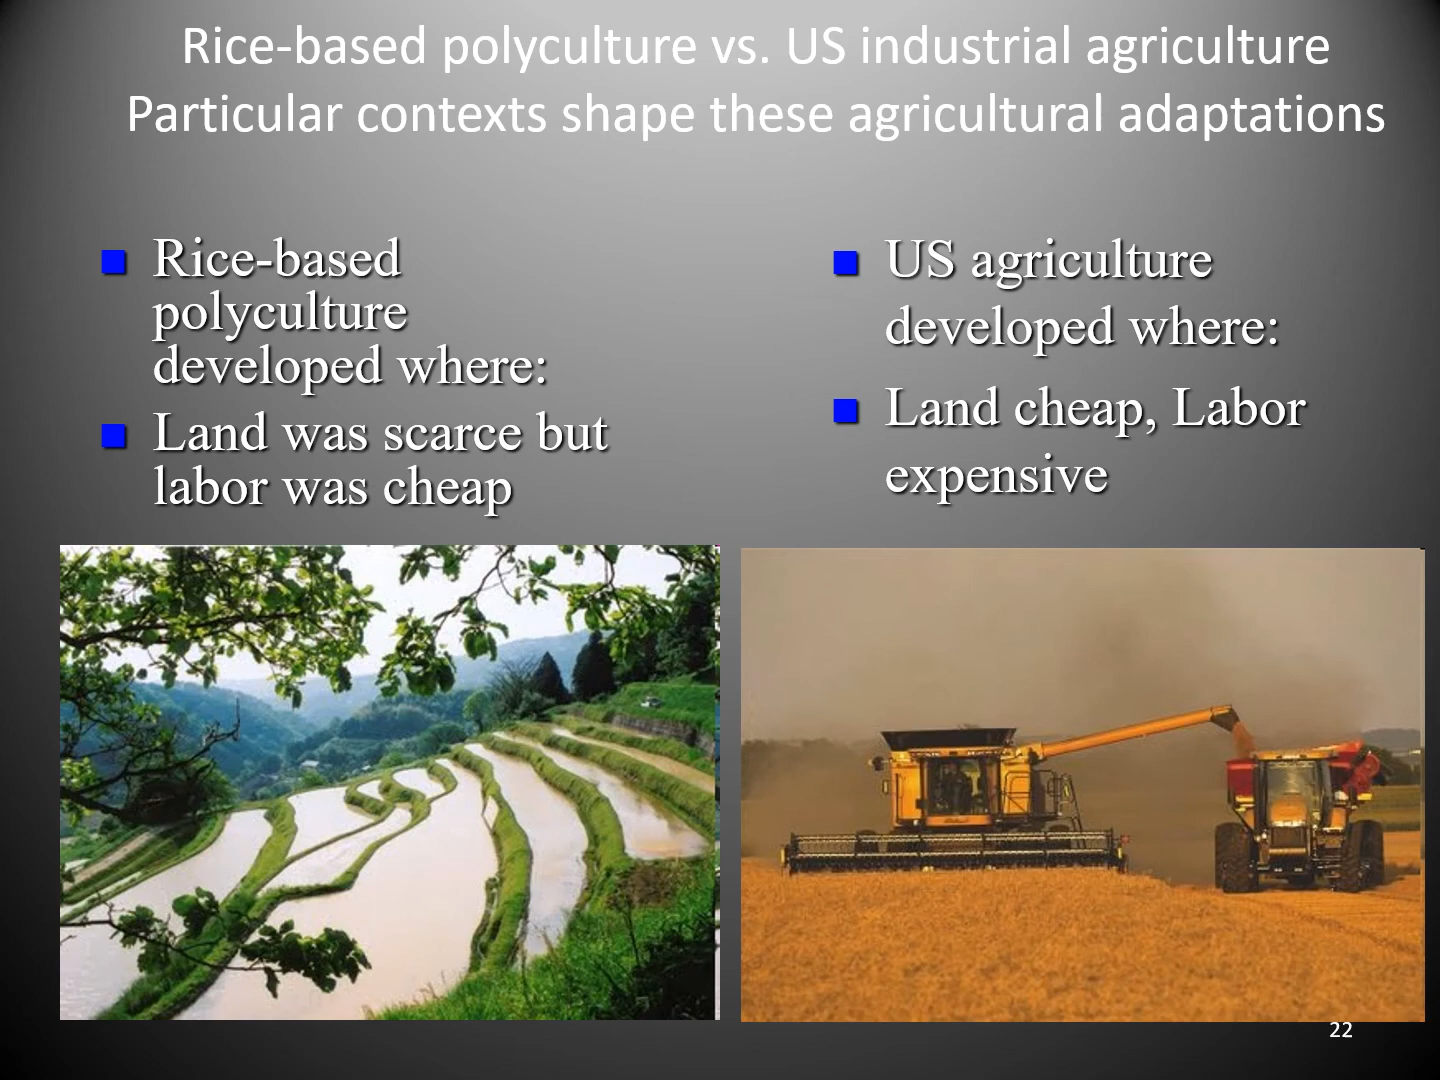 Rice-based polyculture vs. US industrial agriculture
Particular contexts shape these agricultural adaptations
Rice-based
polyculture
developed where:
Land was scarce but
labor was cheap
US agriculture
developed where:
Land cheap, Labor
expensive
22